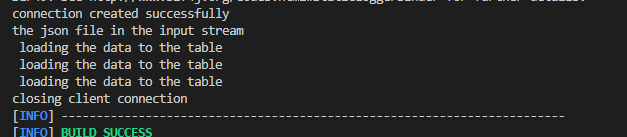 connection created successfully
the json file in the input stream
loading the data to the table
loading the data to the table
loading the data to the table
closing client connection
[INFO] ------------------------------------------------------------------------
[INFO] BUILD SUCCESS